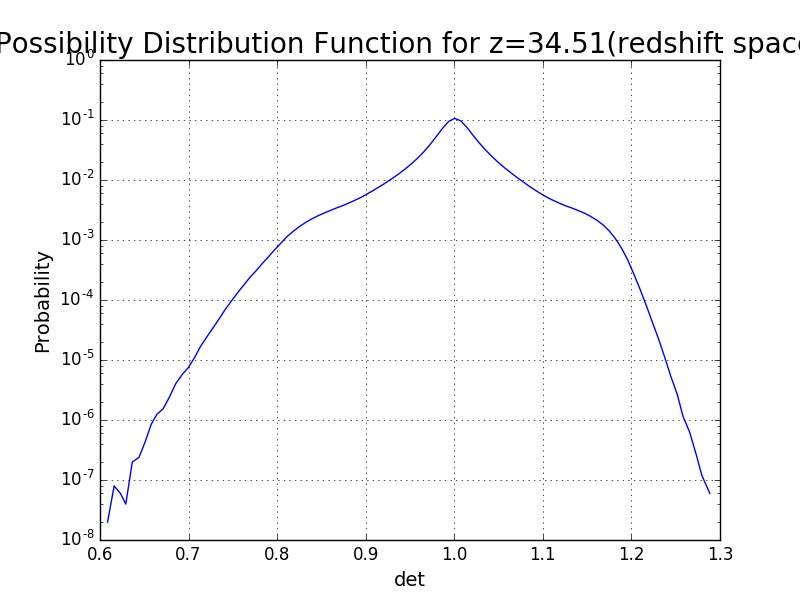 Possibility Distribution Function for z=34.51(redshift space
10^0
10^-1
10^-2
10^-3
10^-4
10^-5
10^-6
10^-7
10^-8
Probability
0.6 0.7 0.8 0.9 1.0 1.1 1.2 1.3
det